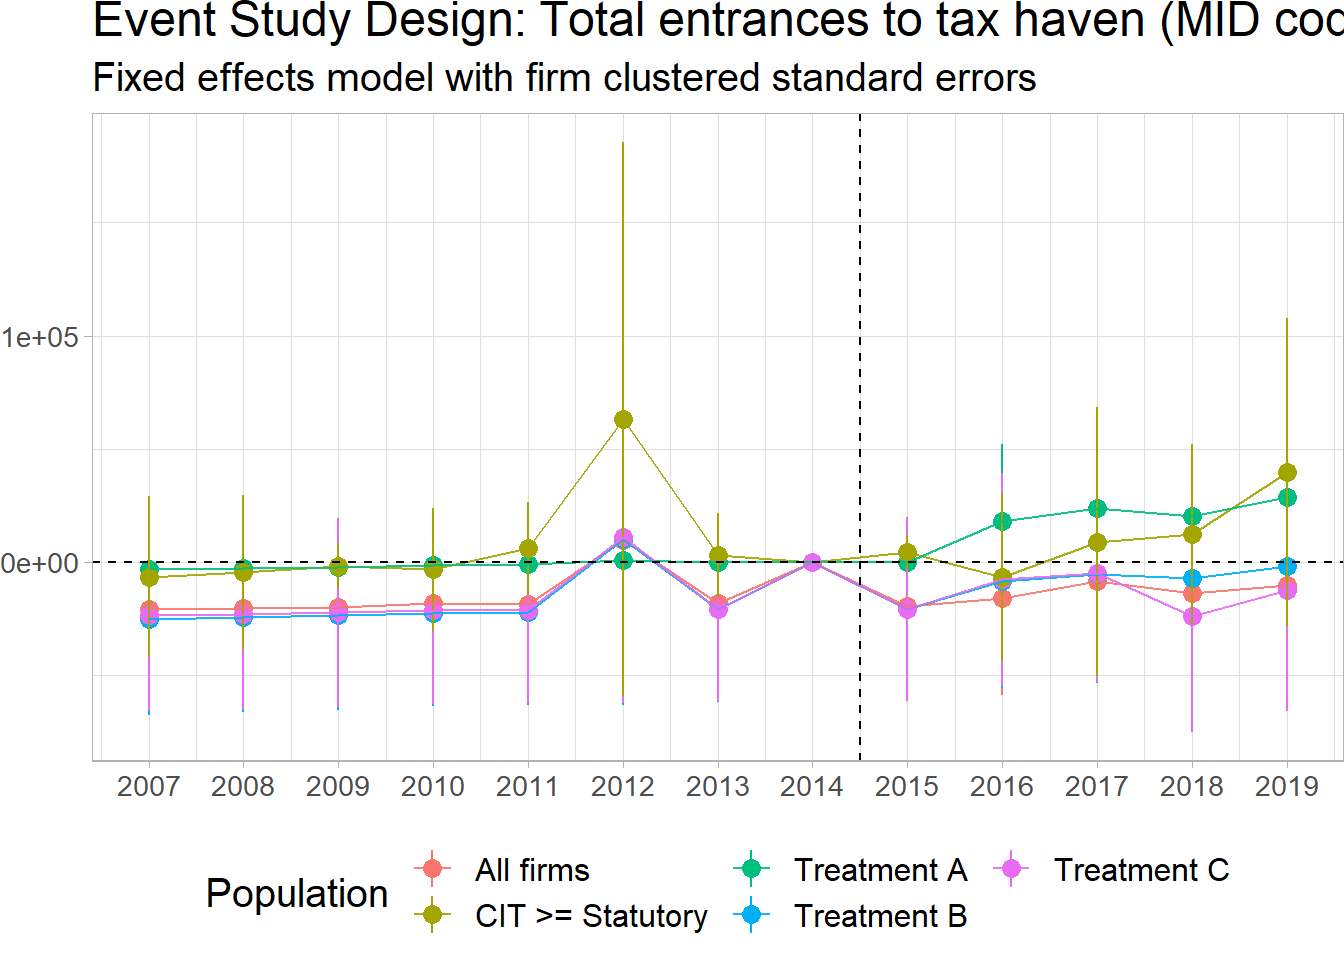 Event Study Design: Total entrances to tax haven (MID cod
Fixed effects model with firm clustered standard errors
1e+05
0e+00
2007 2008 2009 2010 2011 2012 2013 2014 2015 2016 2017 2018 2019
Population
All firms
CIT >= Statutory
Treatment A
Treatment B
Treatment C